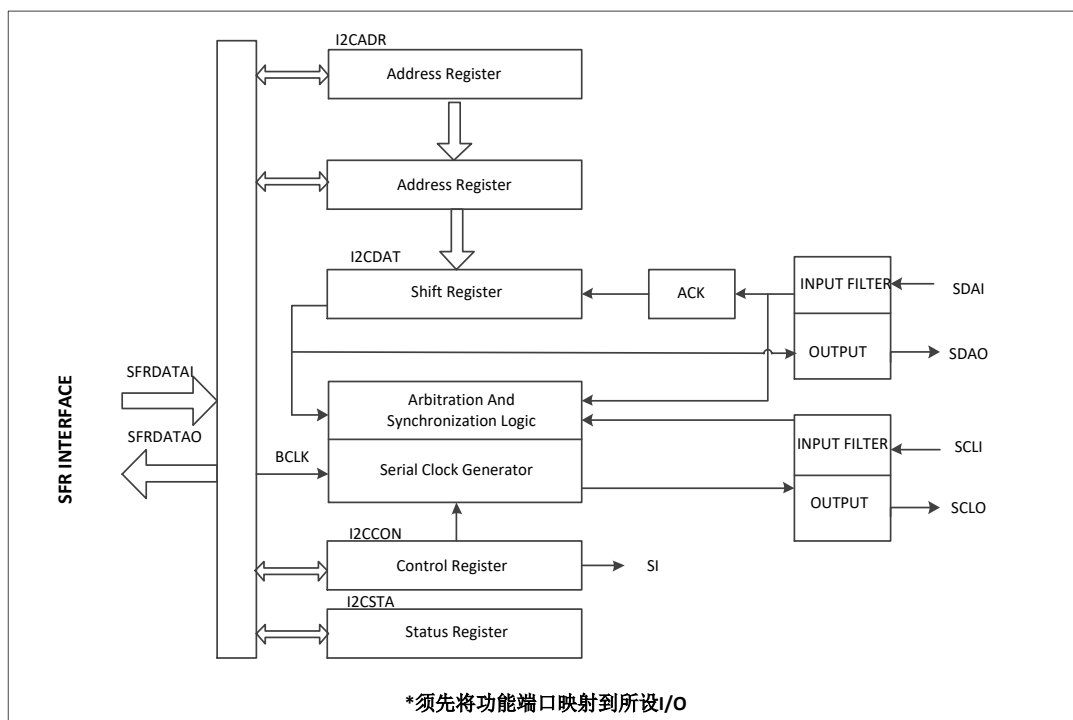 I2CADR
Address Register
Address Register
I2CDAT
Shift Register
ACK
INPUT FILTER
SDAI
OUTPUT
SDAO
SFR INTERFACE
SFRDATAI
SFRDATAO
Arbitration And
Synchronization Logic
BCLK
Serial Clock Generator
INPUT FILTER
SCLI
OUTPUT
SCLO
I2CCON
Control Register
SI
I2CSTA
Status Register
*须先将功能端口映射到所设I/O